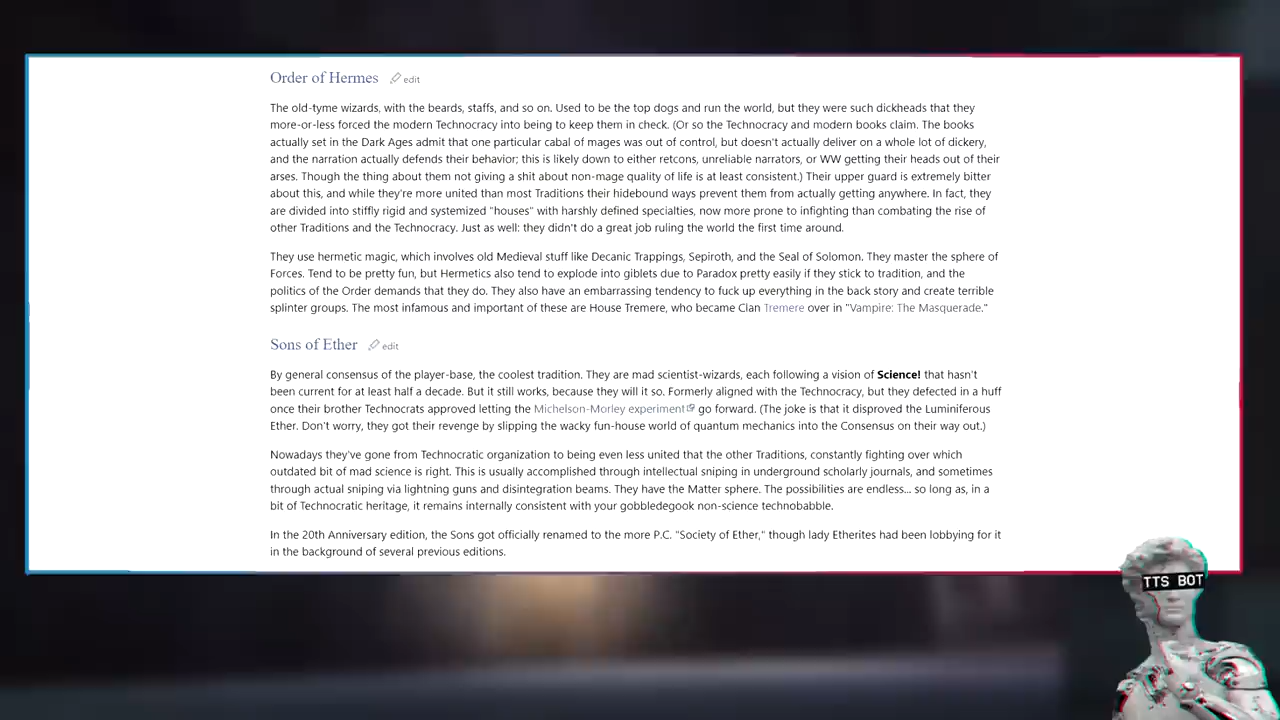 Order of Hermes edit
The old-tyme wizards, with the beards, staffs, and so on. Used to be the top dogs and run the world, but they were such dickheads that they
more-or-less forced the modern Technocracy into being to keep them in check. (Or so the Technocracy and modern books claim. The books
actually set in the Dark Ages admit that one particular cabal of mages was out of control, but doesn't actually deliver on a whole lot of dickery,
and the narration actually defends their behavior; this is likely down to either retcons, unreliable narrators, or WW getting their heads out of their
arses. Though the thing about them not giving a shit about non-mage quality of life is at least consistent.) Their upper guard is extremely bitter
about this, and while they're more united than most Traditions their hidebound ways prevent them from actually getting anywhere. In fact, they
are divided into stiffly rigid and systemized "houses" with harshly defined specialties, now more prone to infighting than combating the rise of
other Traditions and the Technocracy. Just as well: they didn't do a great job ruling the world the first time around.
They use hermetic magic, which involves old Medieval stuff like Decanic Trappings, Sepiroth, and the Seal of Solomon. They master the sphere of
Forces. Tend to be pretty fun, but Hermetics also tend to explode into giblets due to Paradox pretty easily if they stick to tradition, and the
politics of the Order demands that they do. They also have an embarrassing tendency to fuck up everything in the back story and create terrible
splinter groups. The most infamous and important of these are House Tremere, who became Clan Tremere over in "Vampire: The Masquerade."
Sons of Ether edit
By general consensus of the player-base, the coolest tradition. They are mad scientist-wizards, each following a vision of Science! that hasn't
been current for at least half a decade. But it still works, because they will it so. Formerly aligned with the Technocracy, but they defected in a huff
once their brother Technocrats approved letting the Michelson-Morley experiment go forward. (The joke is that it disproved the Luminiferous
Ether. Don't worry, they got their revenge by slipping the wacky fun-house world of quantum mechanics into the Consensus on their way out.)
Nowadays they've gone from Technocratic organization to being even less united that the other Traditions, constantly fighting over which
outdated bit of mad science is right. This is usually accomplished through intellectual sniping in underground scholarly journals, and sometimes
through actual sniping via lightning guns and disintegration beams. They have the Matter sphere. The possibilities are endless... so long as, in a
bit of Technocratic heritage, it remains internally consistent with your gobbledegook non-science technobabble.
In the 20th Anniversary edition, the Sons got officially renamed to the more P.C. "Society of Ether," though lady Etherites had been lobbying for it
in the background of several previous editions.
TTS BOT